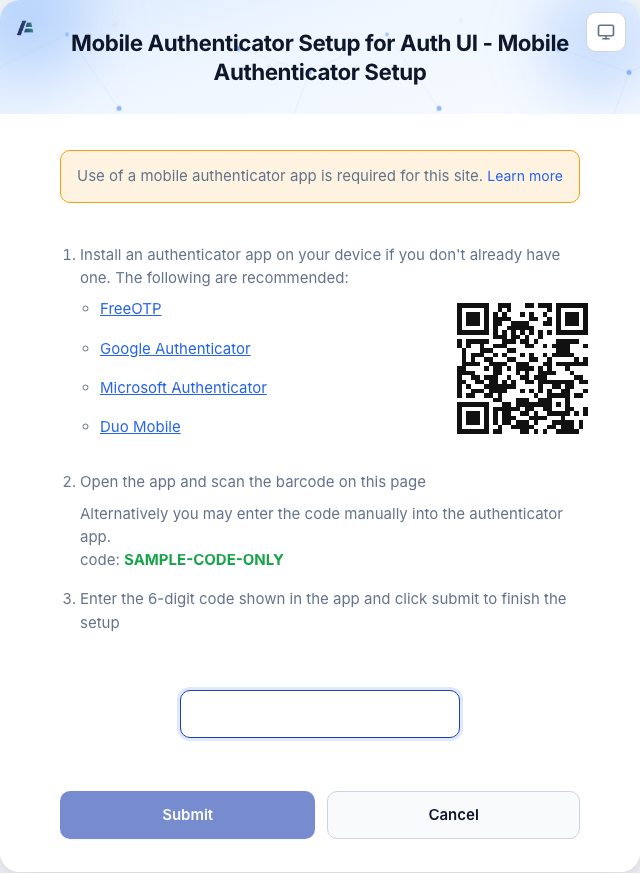 Mobile Authenticator Setup for Auth UI - Mobile
Authenticator Setup
Use of a mobile authenticator app is required for this site. Learn more
1. Install an authenticator app on your device if you don't already have
one. The following are recommended:
FreeOTP
Google Authenticator
Microsoft Authenticator
Duo Mobile
2. Open the app and scan the barcode on this page
Alternatively you may enter the code manually into the authenticator
app.
code: SAMPLE-CODE-ONLY
3. Enter the 6-digit code shown in the app and click submit to finish the
setup
Submit
Cancel